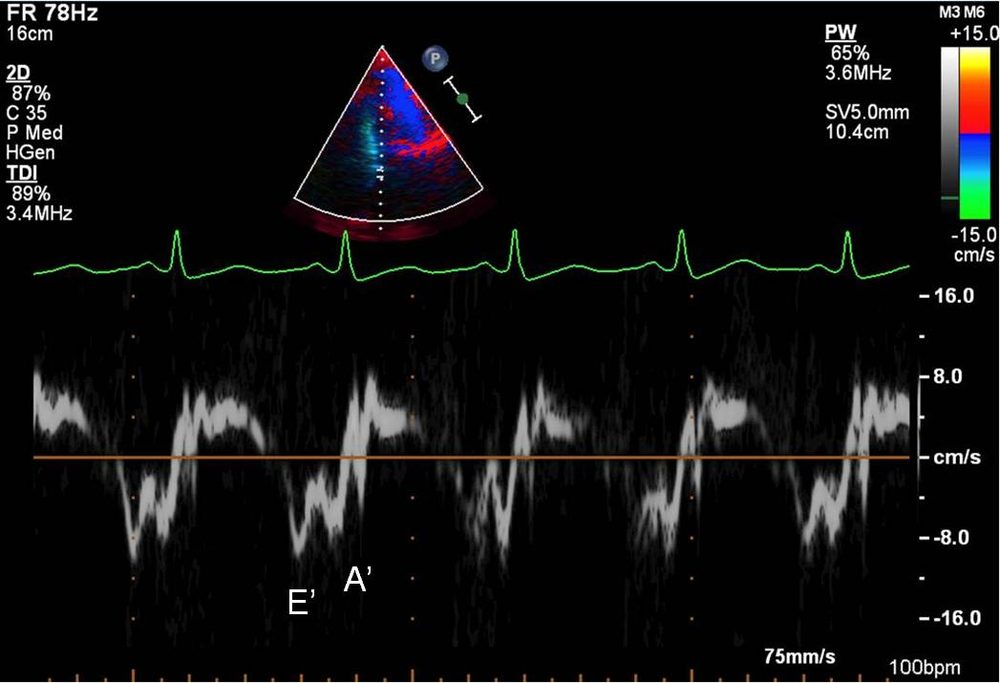 FR 78Hz
16cm
2D
87%
C 35
P Med
HGen
TDI
89%
3.4MHz
P
PW
65%
3.6MHz
SV5.0mm
10.4cm
M3 M6
+15.0
-15.0
cm/s
16.0
8.0
cm/s
-8.0
-16.0
E’
A’
75mm/s
100bpm